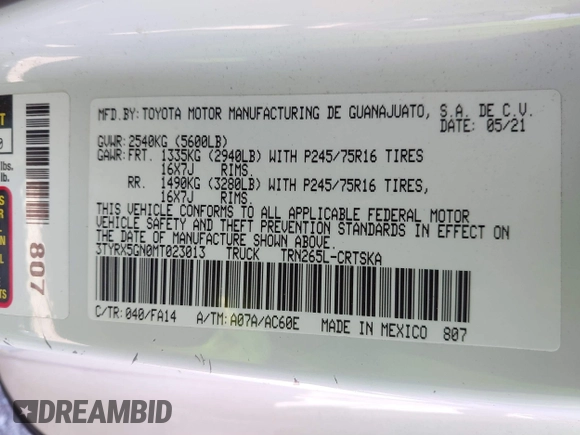 MFD.BY: TOYOTA MOTOR MANUFACTURING DE GUANAJUATO, S.A. DE C.V.
DATE: 05/21
GVWR: 2540KG (5600LB)
GAWR: FRT. 1335KG (2940LB) WITH P245/75R16 TIRES
16X7J RIMS.
RR. 1490KG (3280LB) WITH P245/75R16 TIRES,
16X7J RIMS.
THIS VEHICLE CONFORMS TO ALL APPLICABLE FEDERAL MOTOR
VEHICLE SAFETY AND THEFT PREVENTION STANDARDS IN EFFECT ON
THE DATE OF MANUFACTURE SHOWN ABOVE.
3TYRX5GN0MT023013 TRUCK TRN265L-CRTSKA
C/TR: 040/FA14 A/TM: A07A/AC60E MADE IN MEXICO 807
807
lbs.
lb.
DREAMBID